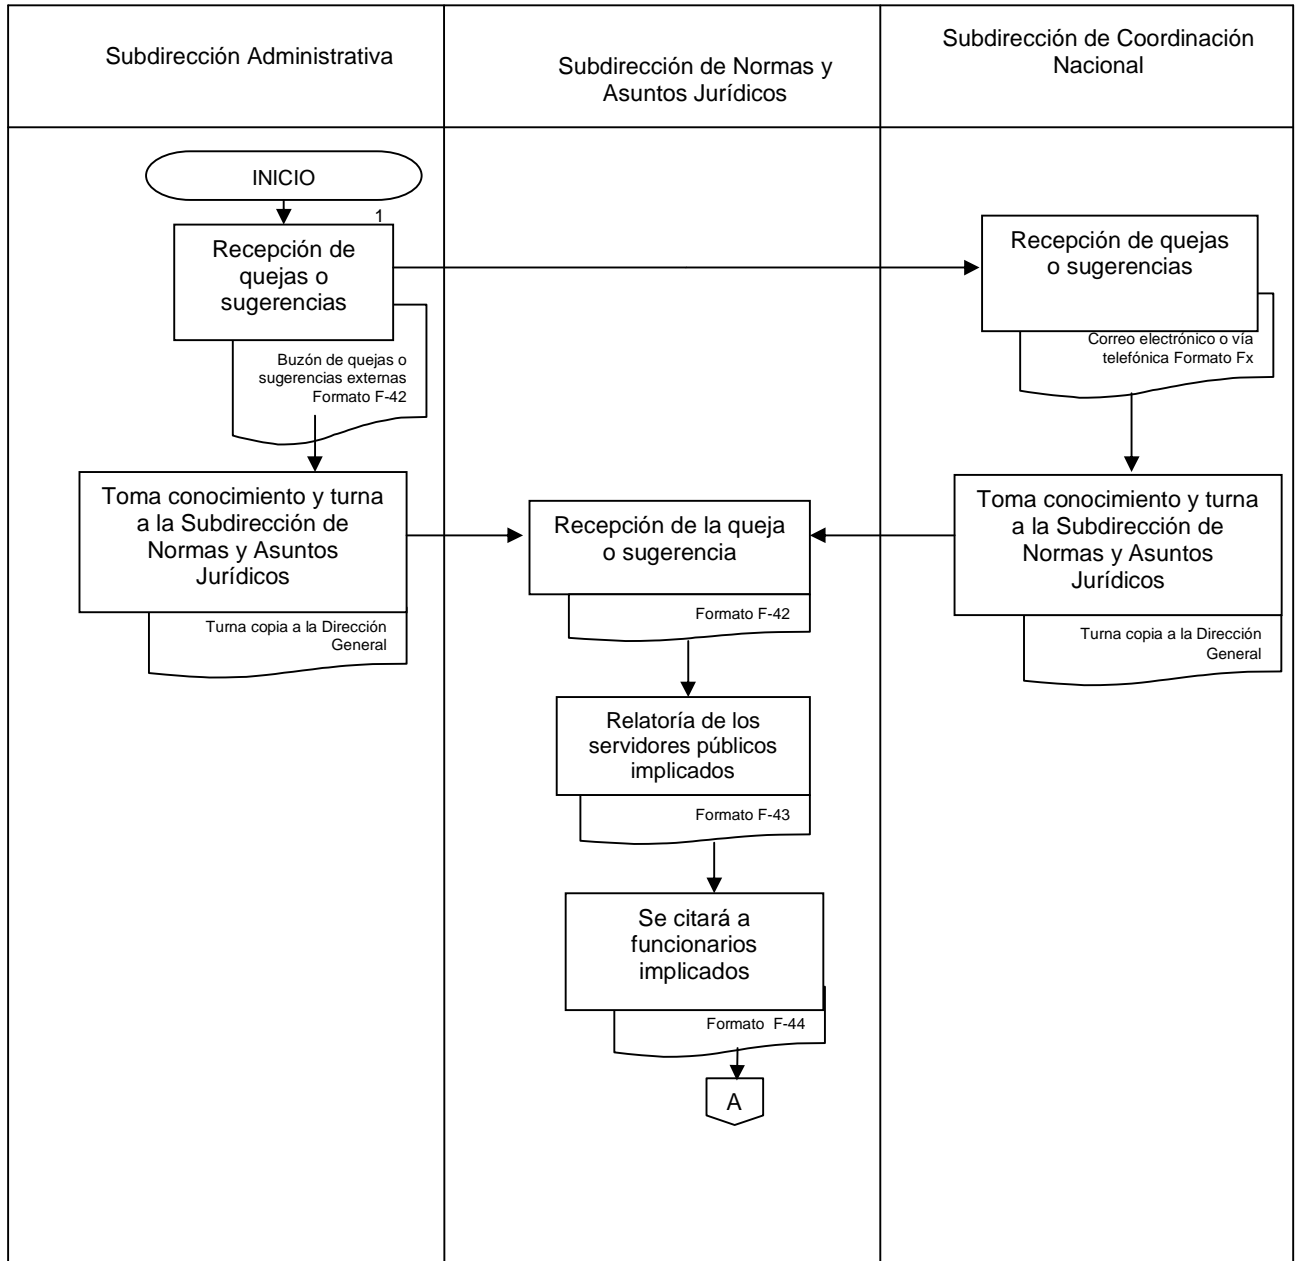 Subdirección Administrativa
Subdirección de Normas y
Asuntos Jurídicos
Subdirección de Coordinación
Nacional
INICIO
1
Recepción de
quejas o
sugerencias
Buzón de quejas o
sugerencias externas
Formato F-42
Recepción de quejas
o sugerencias
Correo electrónico o vía
telefónica Formato Fx
Toma conocimiento y turna
a la Subdirección de
Normas y Asuntos
Jurídicos
Turna copia a la Dirección
General
Recepción de la queja
o sugerencia
Formato F-42
Toma conocimiento y turna
a la Subdirección de
Normas y Asuntos
Jurídicos
Turna copia a la Dirección
General
Relatoría de los
servidores públicos
implicados
Formato F-43
Se citará a
funcionarios
implicados
Formato F-44
A